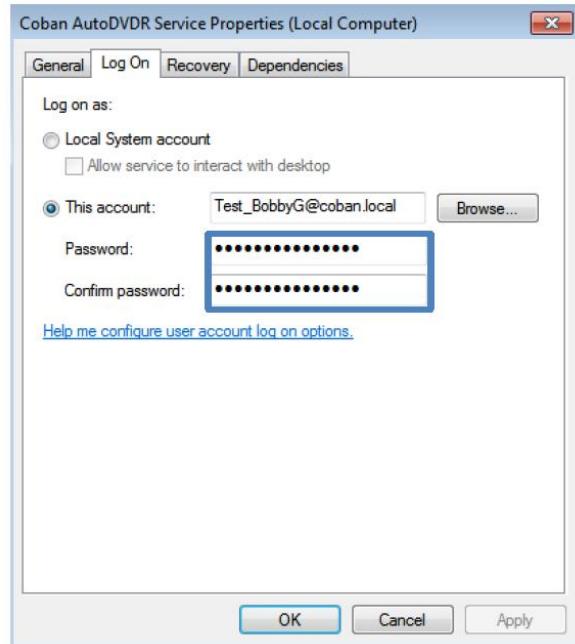 Coban AutoDVDR Service Properties (Local Computer)
General Log On Recovery Dependencies
Log on as:
Local System account
Allow service to interact with desktop
This account: Test_BobbyG@coban.local Browse...
Password: •••••••••••••••
Confirm password: •••••••••••••••
Help me configure user account log on options.
OK Cancel Apply